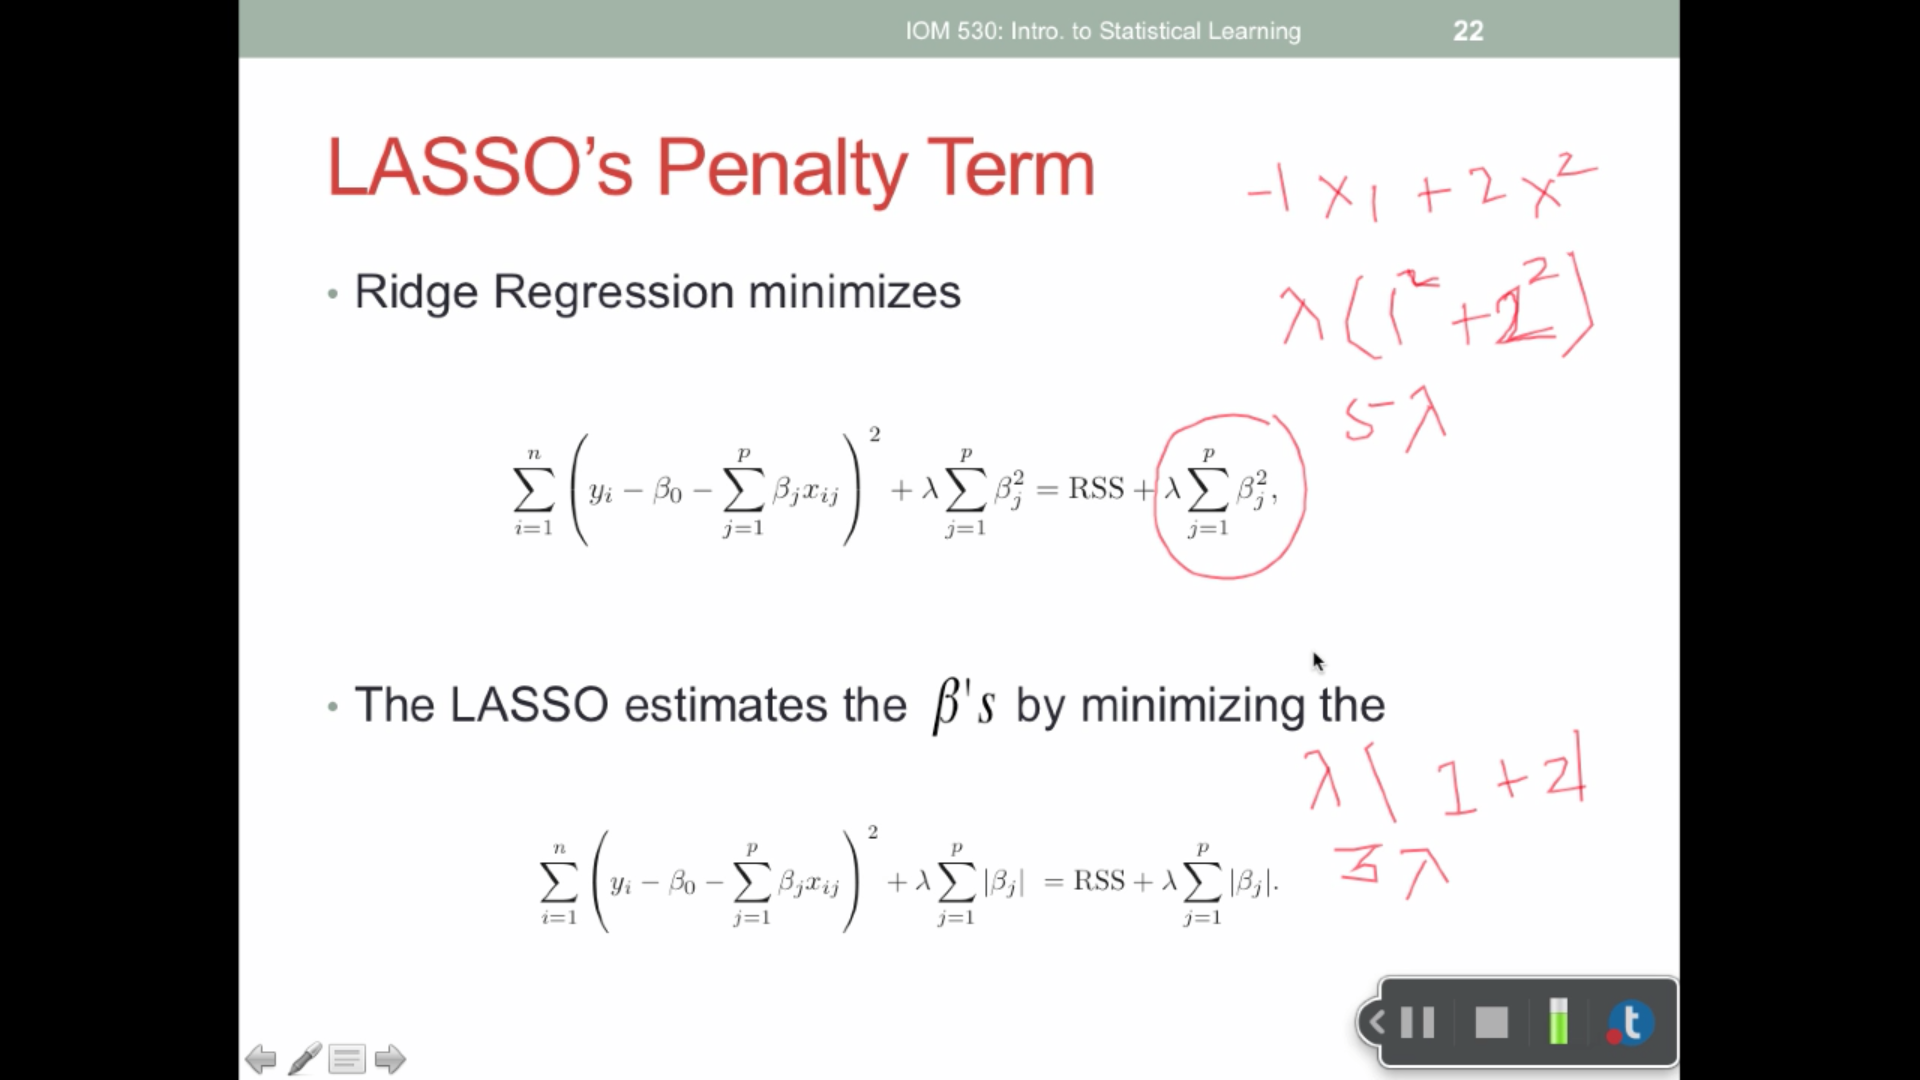 IOM 530: Intro. to Statistical Learning 22
LASSO's Penalty Term
-1 x1 + 2x²
• Ridge Regression minimizes
λ(1² + 2²)
5λ
∑_{i=1}^{n} (y_i − β_0 − ∑_{j=1}^{p} β_j x_{ij})² + λ ∑_{j=1}^{p} β_j² = RSS + λ ∑_{j=1}^{p} β_j²,
• The LASSO estimates the β's by minimizing the
λ| 1 + 2|
3λ
∑_{i=1}^{n} (y_i − β_0 − ∑_{j=1}^{p} β_j x_{ij})² + λ ∑_{j=1}^{p} |β_j| = RSS + λ ∑_{j=1}^{p} |β_j|.
t